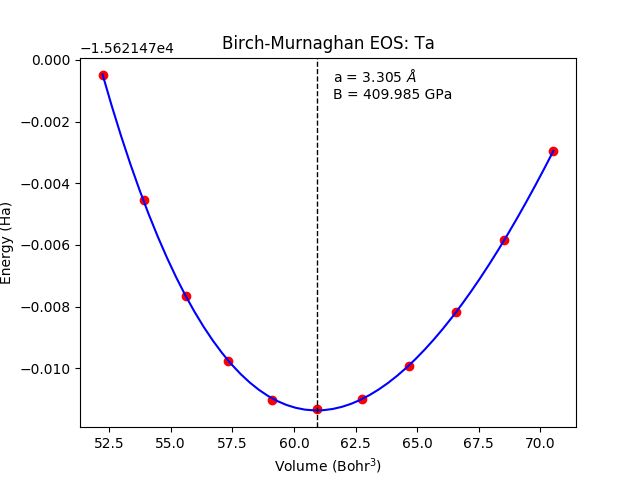 Birch-Murnaghan EOS: Ta
−1.562147e4
a = 3.305 Å
B = 409.985 GPa
0.000
−0.002
−0.004
−0.006
−0.008
−0.010
Energy (Ha)
52.5 55.0 57.5 60.0 62.5 65.0 67.5 70.0
Volume (Bohr³)